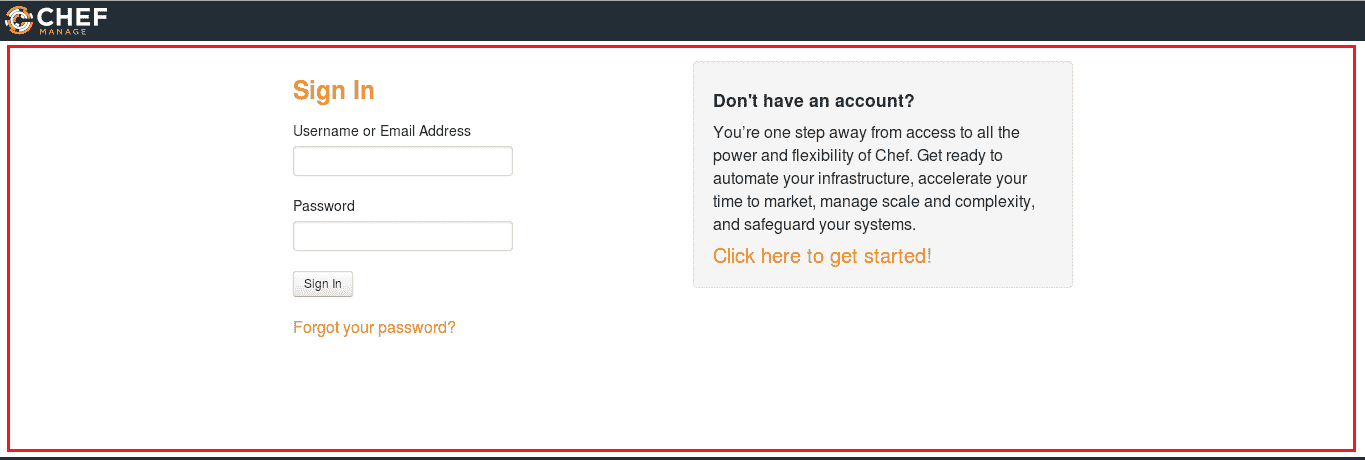 CHEF
MANAGE
Sign In
Username or Email Address
Password
Sign In
Forgot your password?
Don't have an account?
You’re one step away from access to all the
power and flexibility of Chef. Get ready to
automate your infrastructure, accelerate your
time to market, manage scale and complexity,
and safeguard your systems.
Click here to get started!